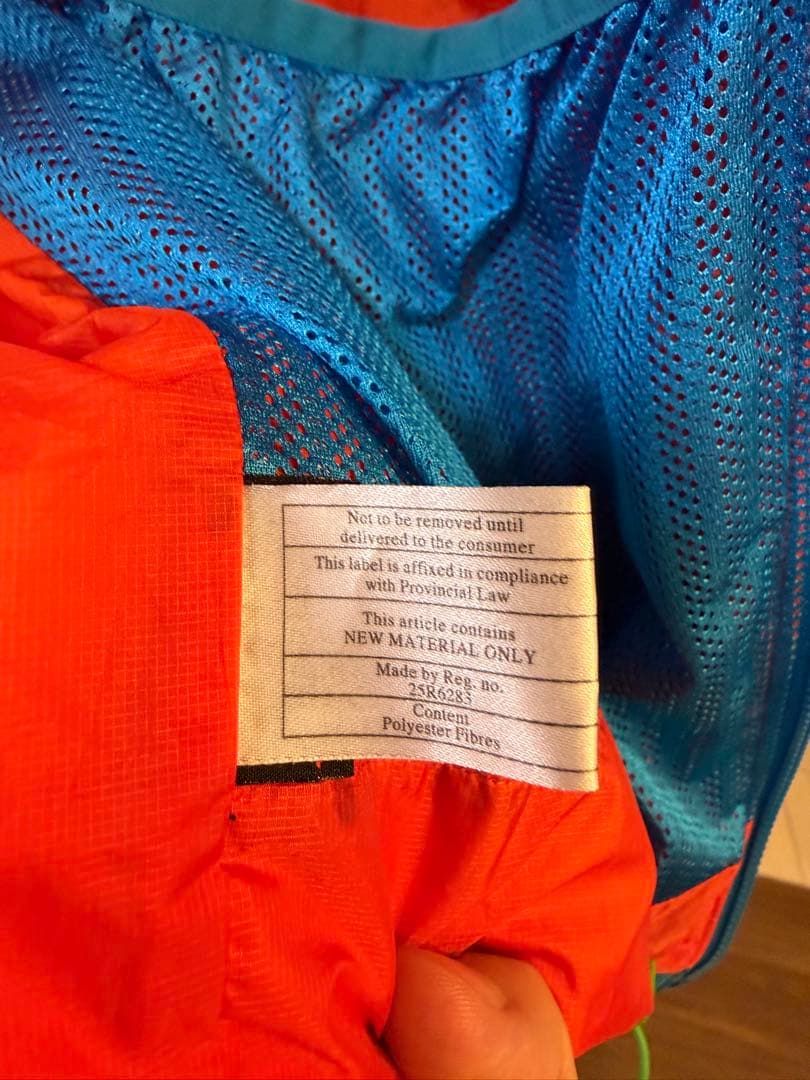 Not to be removed until
delivered to the consumer
This label is affixed in compliance
with Provincial Law
This article contains
NEW MATERIAL ONLY
Made by Reg. no.
25R6283
Content
Polyester Fibres